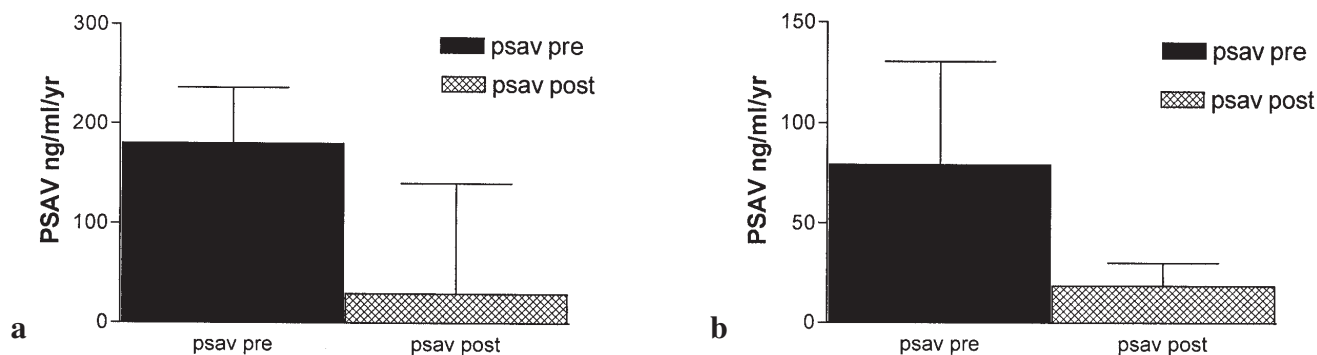 300
200
100
0
PSAV ng/ml/yr
psav pre
psav post
psav pre
psav post
a
150
100
50
0
PSAV ng/ml/yr
psav pre
psav post
psav pre
psav post
b